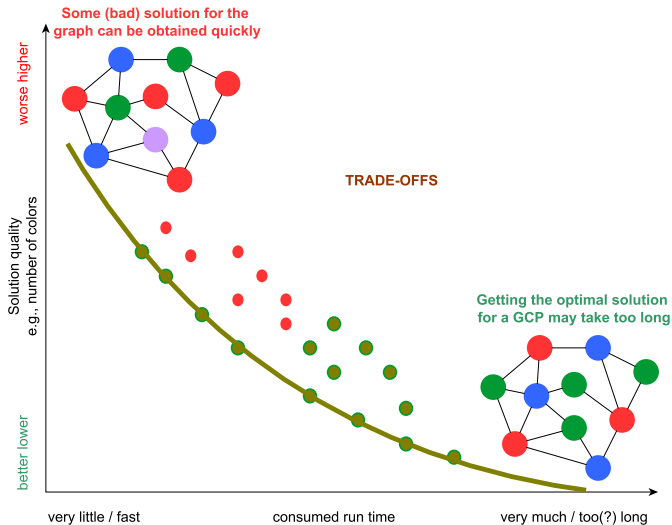 Some (bad) solution for the
graph can be obtained quickly
worse higher
TRADE-OFFS
Solution quality
e.g., number of colors
Getting the optimal solution
for a GCP may take too long
better lower
very little / fast
consumed run time
very much / too(?) long